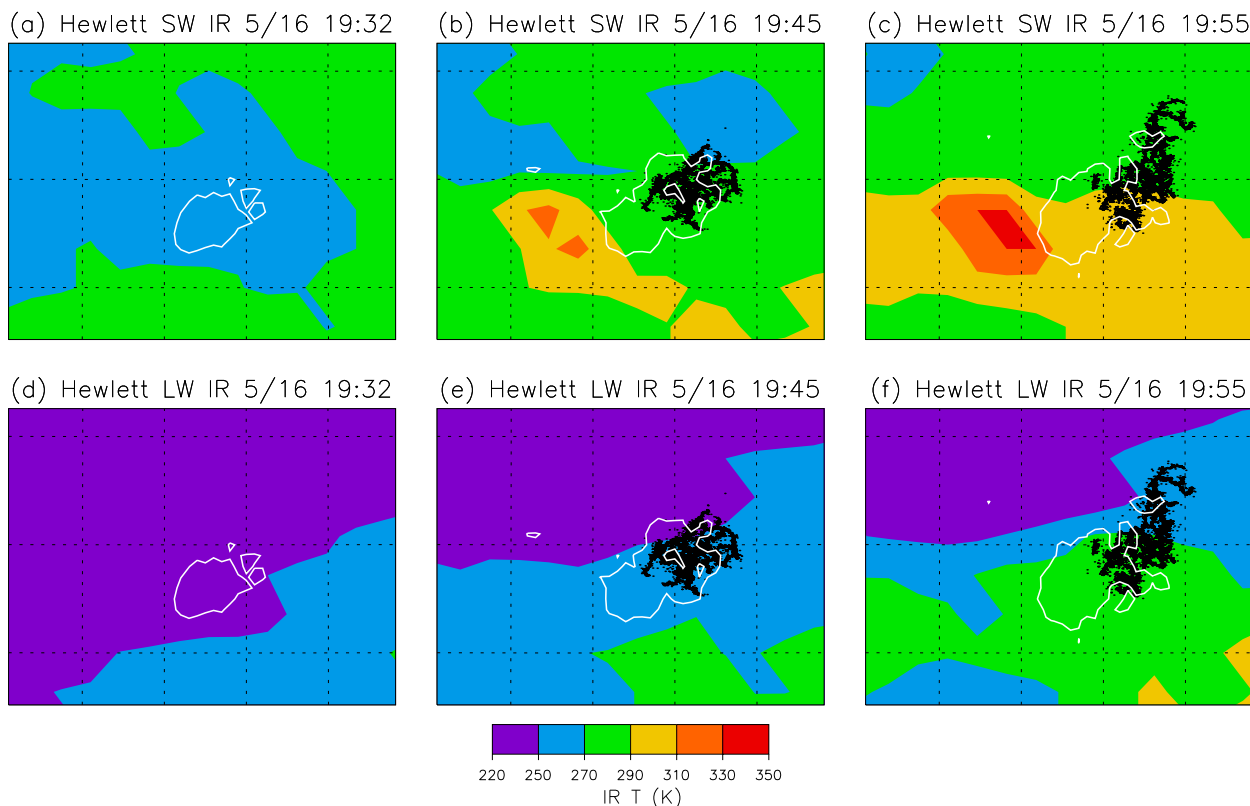 (a) Hewlett SW IR 5/16 19:32
(b) Hewlett SW IR 5/16 19:45
(c) Hewlett SW IR 5/16 19:55
(d) Hewlett LW IR 5/16 19:32
(e) Hewlett LW IR 5/16 19:45
(f) Hewlett LW IR 5/16 19:55
220 250 270 290 310 330 350
IR T (K)